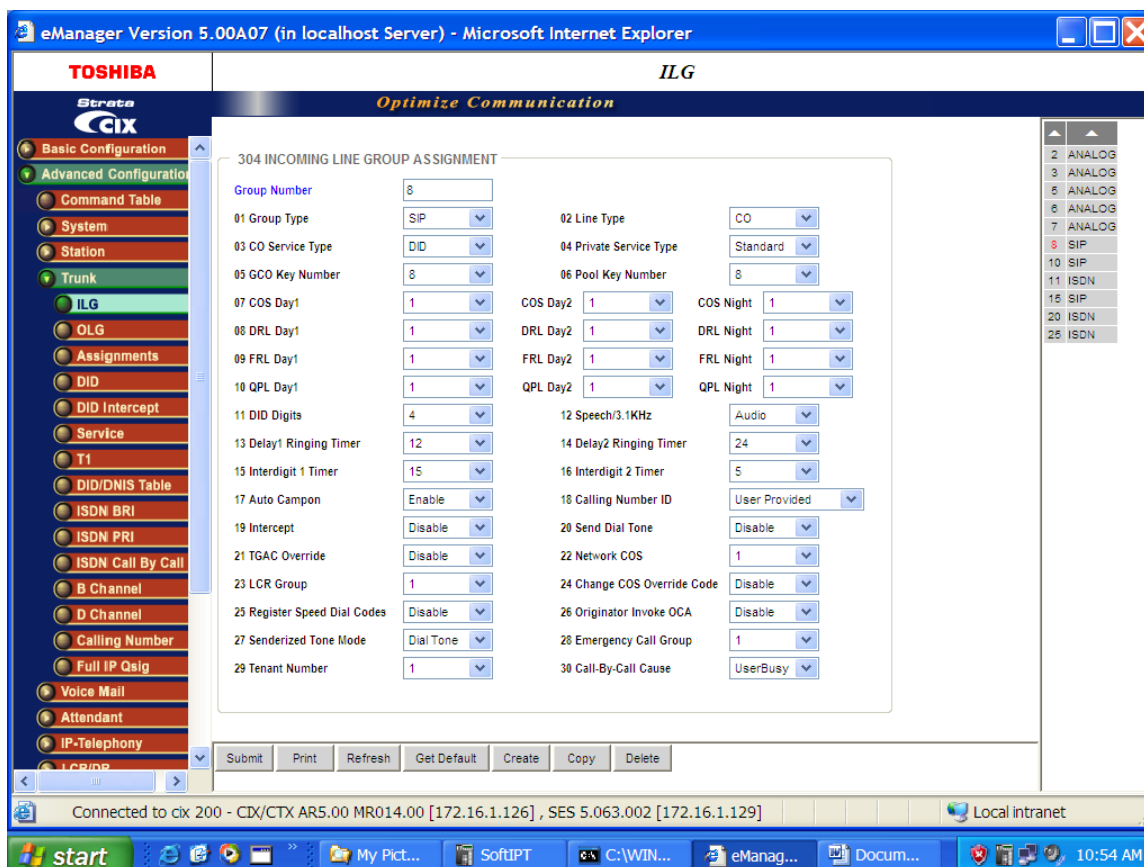 eManager Version 5.00A07 (in localhost Server) - Microsoft Internet Explorer
TOSHIBA
ILG
Strata
CIX
Optimize Communication
Basic Configuration
Advanced Configuratio
Command Table
System
Station
Trunk
ILG
OLG
Assignments
DID
DID Intercept
Service
T1
DID/DNIS Table
ISDN BRI
ISDN PRI
ISDN Call By Call
B Channel
D Channel
Calling Number
Full IP Qsig
Voice Mail
Attendant
IP-Telephony
LCR/DR
304 INCOMING LINE GROUP ASSIGNMENT
Group Number 8
01 Group Type SIP 02 Line Type CO
03 CO Service Type DID 04 Private Service Type Standard
05 GCO Key Number 8 06 Pool Key Number 8
07 COS Day1 1 COS Day2 1 COS Night 1
08 DRL Day1 1 DRL Day2 1 DRL Night 1
09 FRL Day1 1 FRL Day2 1 FRL Night 1
10 QPL Day1 1 QPL Day2 1 QPL Night 1
11 DID Digits 4 12 Speech/3.1KHz Audio
13 Delay1 Ringing Timer 12 14 Delay2 Ringing Timer 24
15 Interdigit 1 Timer 15 16 Interdigit 2 Timer 5
17 Auto Campon Enable 18 Calling Number ID User Provided
19 Intercept Disable 20 Send Dial Tone Disable
21 TGAC Override Disable 22 Network COS 1
23 LCR Group 1 24 Change COS Override Code Disable
25 Register Speed Dial Codes Disable 26 Originator Invoke OCA Disable
27 Senderized Tone Mode Dial Tone 28 Emergency Call Group 1
29 Tenant Number 1 30 Call-By-Call Cause UserBusy
Submit Print Refresh Get Default Create Copy Delete
2 ANALOG
3 ANALOG
5 ANALOG
6 ANALOG
7 ANALOG
8 SIP
10 SIP
11 ISDN
15 SIP
20 ISDN
25 ISDN
Connected to cix 200 - CIX/CTX AR5.00 MR014.00 [172.16.1.126] , SES 5.063.002 [172.16.1.129] Local intranet
start My Pict... SoftIPT C:\WIN... eManag... Docum... 10:54 AM